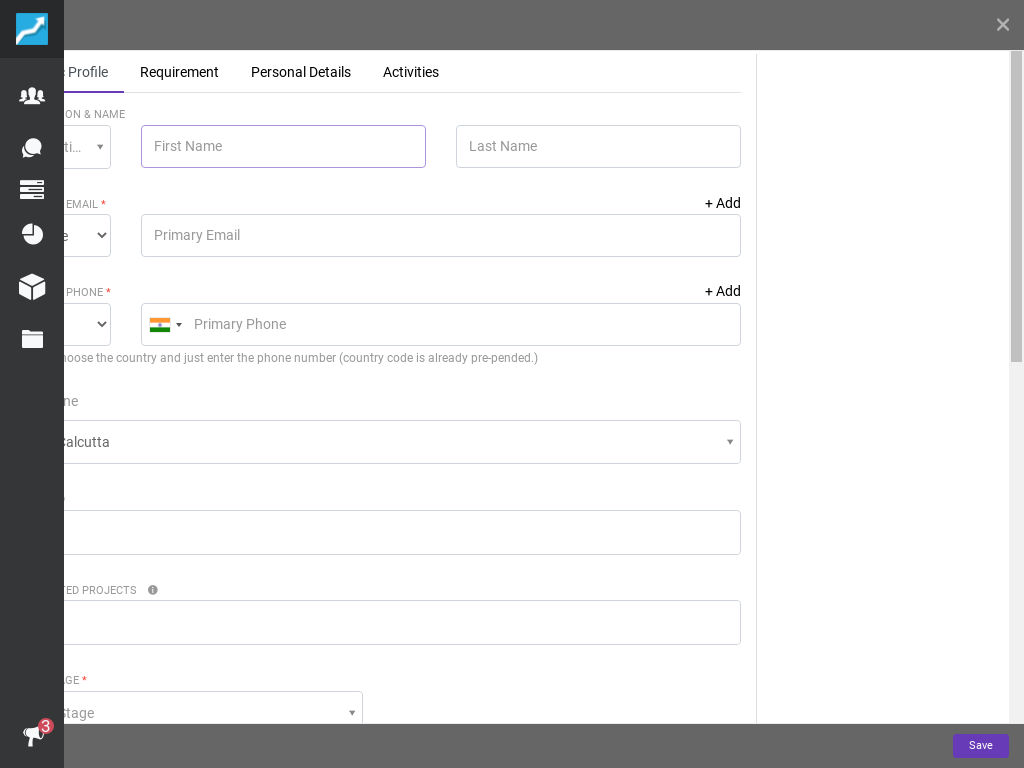 Profile Requirement Personal Details Activities
ON & NAME
First Name Last Name
EMAIL * + Add
Primary Email
PHONE * + Add
Primary Phone
hoose the country and just enter the phone number (country code is already pre-pended.)
ne
Calcutta
TED PROJECTS
AGE *
Stage
3
Save